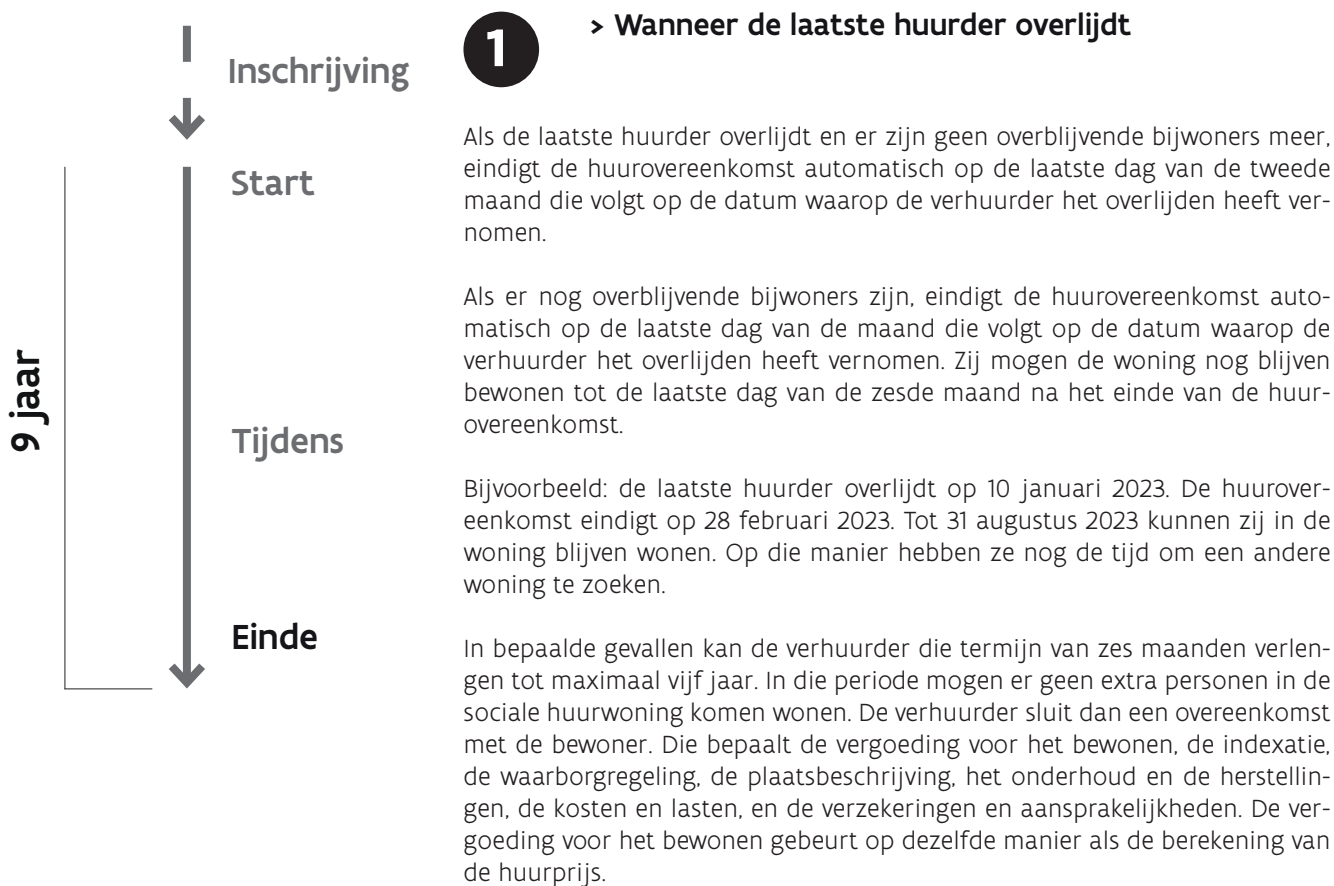 Inschrijving
Start
9 jaar
Tijdens
Einde
1
> Wanneer de laatste huurder overlijdt
Als de laatste huurder overlijdt en er zijn geen overblijvende bijwoners meer,
eindigt de huurovereenkomst automatisch op de laatste dag van de tweede
maand die volgt op de datum waarop de verhuurder het overlijden heeft ver-
nomen.
Als er nog overblijvende bijwoners zijn, eindigt de huurovereenkomst auto-
matisch op de laatste dag van de maand die volgt op de datum waarop de
verhuurder het overlijden heeft vernomen. Zij mogen de woning nog blijven
bewonen tot de laatste dag van de zesde maand na het einde van de huur-
overeenkomst.
Bijvoorbeeld: de laatste huurder overlijdt op 10 januari 2023. De huurover-
eenkomst eindigt op 28 februari 2023. Tot 31 augustus 2023 kunnen zij in de
woning blijven wonen. Op die manier hebben ze nog de tijd om een andere
woning te zoeken.
In bepaalde gevallen kan de verhuurder die termijn van zes maanden verlen-
gen tot maximaal vijf jaar. In die periode mogen er geen extra personen in de
sociale huurwoning komen wonen. De verhuurder sluit dan een overeenkomst
met de bewoner. Die bepaalt de vergoeding voor het bewonen, de indexatie,
de waarborgregeling, de plaatsbeschrijving, het onderhoud en de herstellin-
gen, de kosten en lasten, en de verzekeringen en aansprakelijkheden. De ver-
goeding voor het bewonen gebeurt op dezelfde manier als de berekening van
de huurprijs.